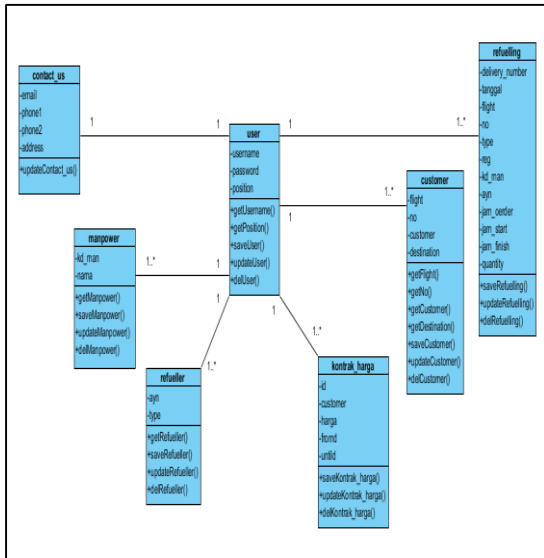 contact_us
-email
-phone1
-phone2
-address
+updateContact_us()
1
1
user
-username
-password
-position
+getUsername()
+getPosition()
+saveUser()
+updateUser()
+delUser()
1
1..*
refuelling
-delivery_number
-tanggal
-flight
-no
-type
-reg
-kd_man
-ayn
-jam_oerder
-jam_start
-jam_finish
-quantity
+saveRefuelling()
+updateRefuelling()
+delRefuelling()
1
1..*
customer
-flight
-no
-customer
-destination
+getFlight()
+getNo()
+getCustomer()
+getDestination()
+saveCustomer()
+updateCustomer()
+delCustomer()
manpower
-kd_man
-nama
+getManpower()
+saveManpower()
+updateManpower()
+delManpower()
1..*
1
1
1..*
refueller
-ayn
-type
+getRefueller()
+saveRefueller()
+updateRefueller()
+delRefueller()
1
1..*
kontrak_harga
-id
-customer
-harga
-fromd
-untild
+saveKontrak_harga()
+updateKontrak_harga()
+delKontrak_harga()